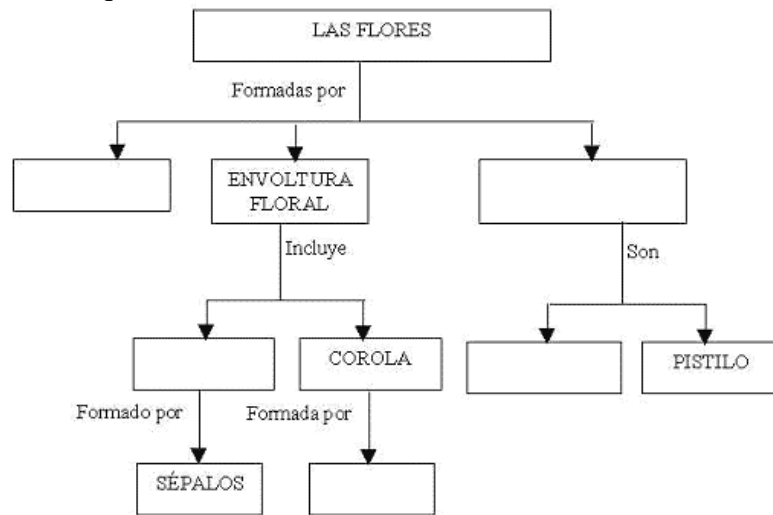 LAS FLORES
Formadas por
ENVOLTURA
FLORAL
Incluye
Son
COROLA
PISTILO
Formado por
Formada por
SÉPALOS